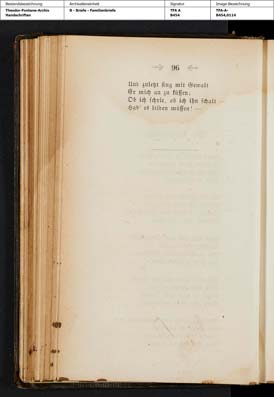 Bestandsbezeichnung
Archivalieneinheit
Signatur
Image Bezeichnung
Theodor-Fontane-Archiv
Handschriften
B - Briefe - Familienbriefe
TFA A
B454
TFA-A-
B454,0114
96
Und zuletzt fing mit Gewalt
Er mich an zu küssen;
Ob ich schrie, ob ich ihn schalt —
Hab' es leiden müssen! —